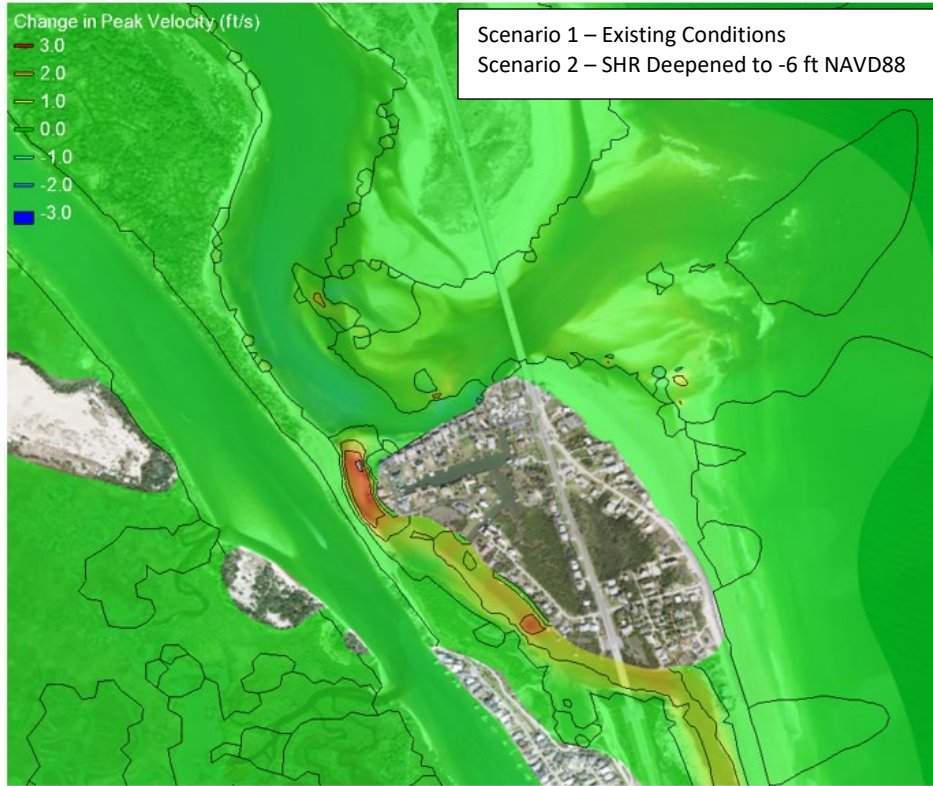 Change in Peak Velocity (ft/s)
3.0
2.0
1.0
0.0
-1.0
-2.0
-3.0
Scenario 1 – Existing Conditions
Scenario 2 – SHR Deepened to -6 ft NAVD88